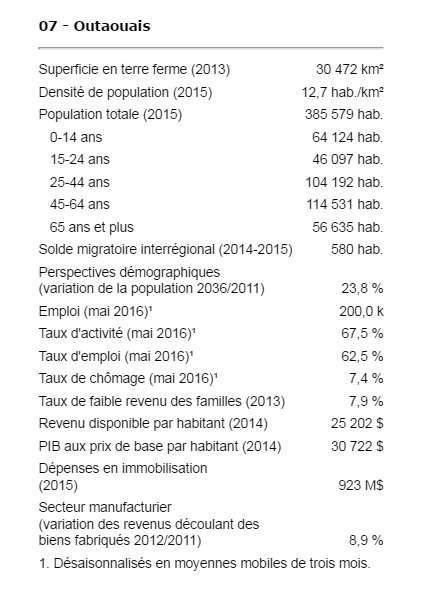 07 - Outaouais
Superficie en terre ferme (2013) 30 472 km²
Densité de population (2015) 12,7 hab./km²
Population totale (2015) 385 579 hab.
0-14 ans 64 124 hab.
15-24 ans 46 097 hab.
25-44 ans 104 192 hab.
45-64 ans 114 531 hab.
65 ans et plus 56 635 hab.
Solde migratoire interrégional (2014-2015) 580 hab.
Perspectives démographiques
(variation de la population 2036/2011) 23,8 %
Emploi (mai 2016)¹ 200,0 k
Taux d'activité (mai 2016)¹ 67,5 %
Taux d'emploi (mai 2016)¹ 62,5 %
Taux de chômage (mai 2016)¹ 7,4 %
Taux de faible revenu des familles (2013) 7,9 %
Revenu disponible par habitant (2014) 25 202 $
PIB aux prix de base par habitant (2014) 30 722 $
Dépenses en immobilisation
(2015) 923 M$
Secteur manufacturier
(variation des revenus découlant des
biens fabriqués 2012/2011) 8,9 %
1. Désaisonnalisés en moyennes mobiles de trois mois.